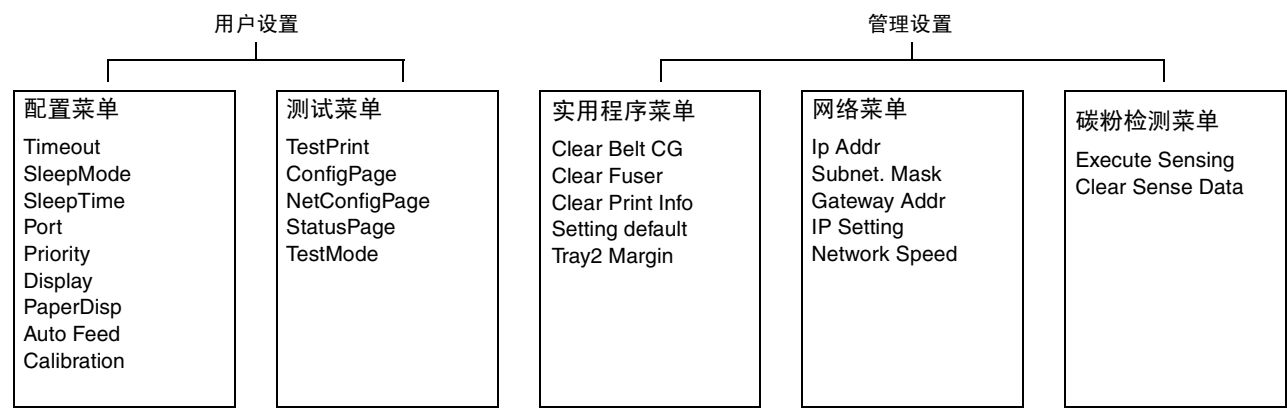 用户设置
管理设置
配置菜单
Timeout
SleepMode
SleepTime
Port
Priority
Display
PaperDisp
Auto Feed
Calibration
测试菜单
TestPrint
ConfigPage
NetConfigPage
StatusPage
TestMode
实用程序菜单
Clear Belt CG
Clear Fuser
Clear Print Info
Setting default
Tray2 Margin
网络菜单
Ip Addr
Subnet. Mask
Gateway Addr
IP Setting
Network Speed
碳粉检测菜单
Execute Sensing
Clear Sense Data